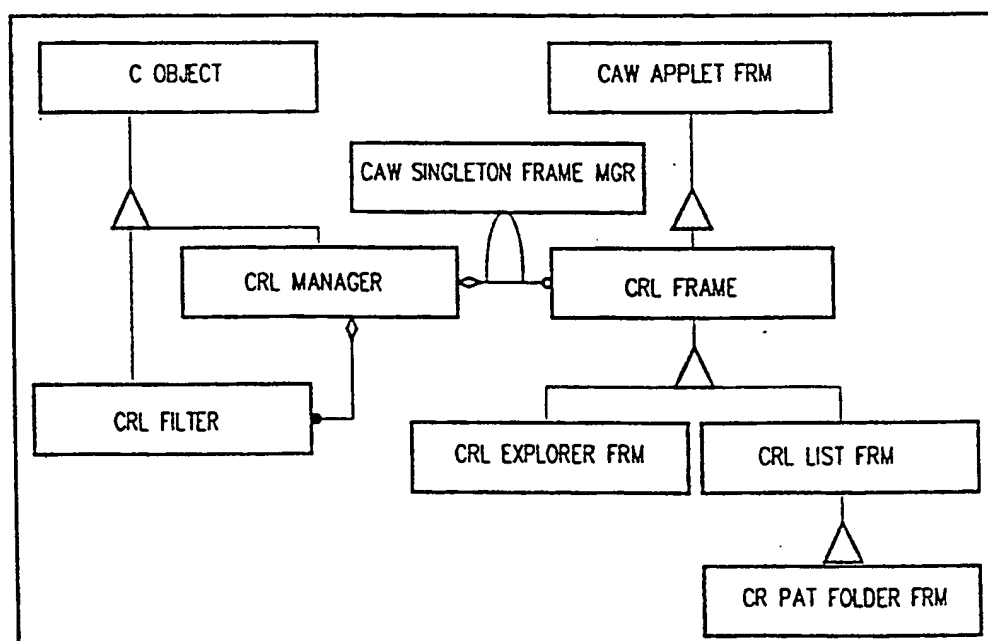 C OBJECT
CAW APPLET FRM
CAW SINGLETON FRAME MGR
CRL MANAGER
CRL FRAME
CRL FILTER
CRL EXPLORER FRM
CRL LIST FRM
CR PAT FOLDER FRM